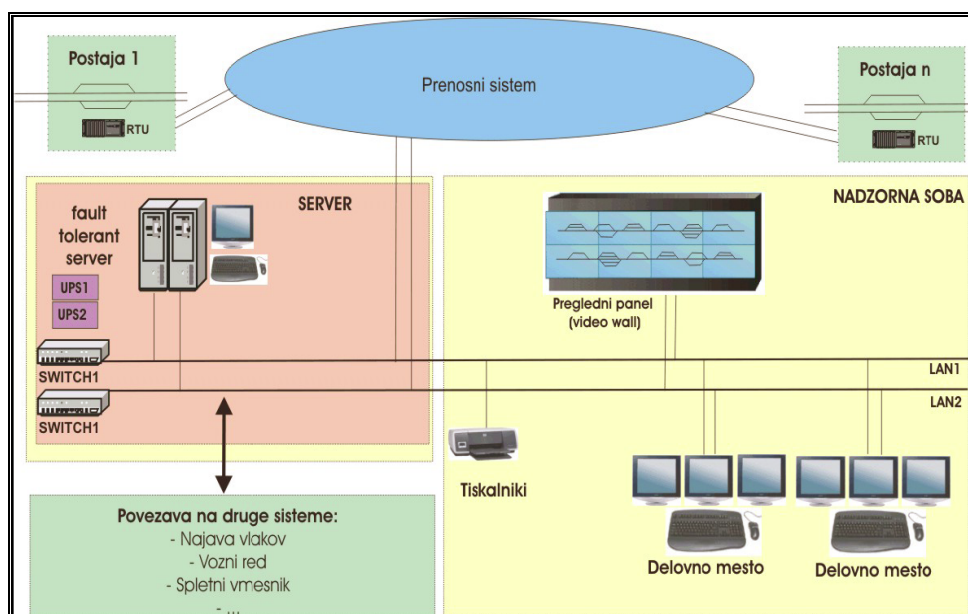 Postaja 1
RTU
Prenosni sistem
Postaja n
RTU
SERVER
fault
tolerant
server
UPS1
UPS2
SWITCH1
SWITCH1
NADZORNA SOBA
Pregledni panel
(video wall)
LAN1
LAN2
Tiskalniki
Delovno mesto
Delovno mesto
Povezava na druge sisteme:
- Najava vlakov
- Vozni red
- Spletni vmesnik
- ...